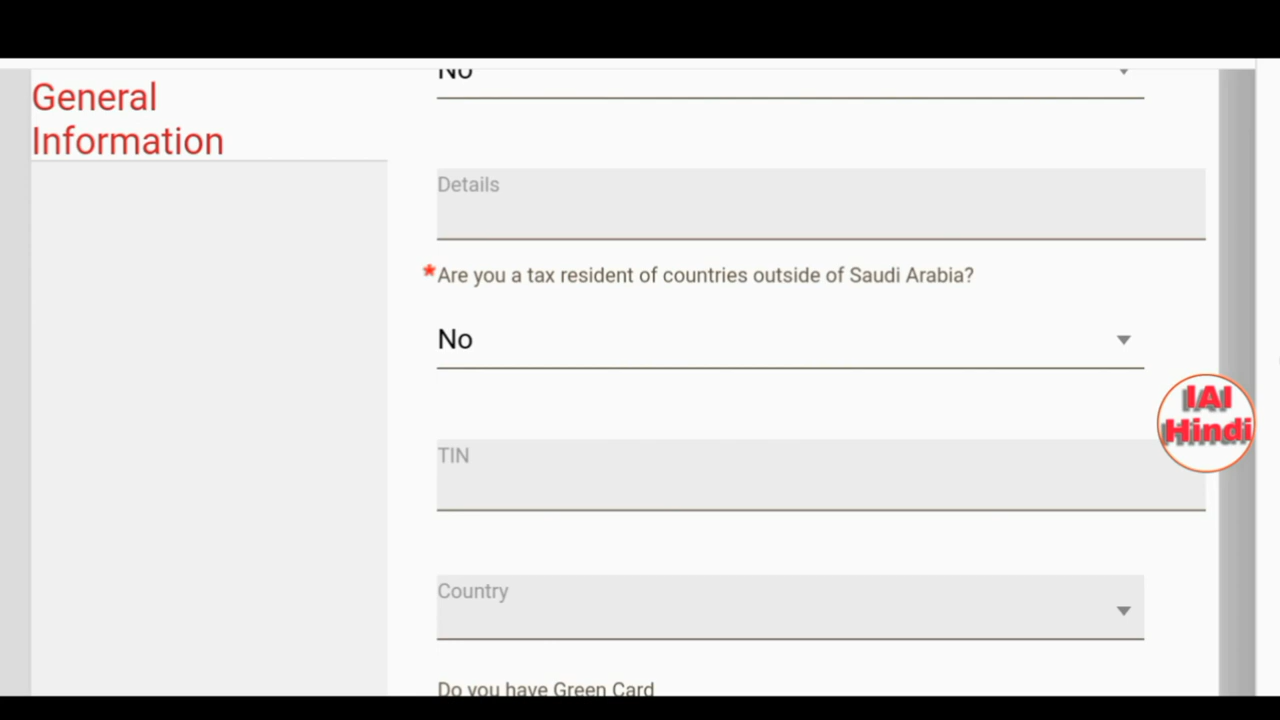 General
Information
No
Details
*Are you a tax resident of countries outside of Saudi Arabia?
No
IAI
Hindi
TIN
Country
Do you have Green Card